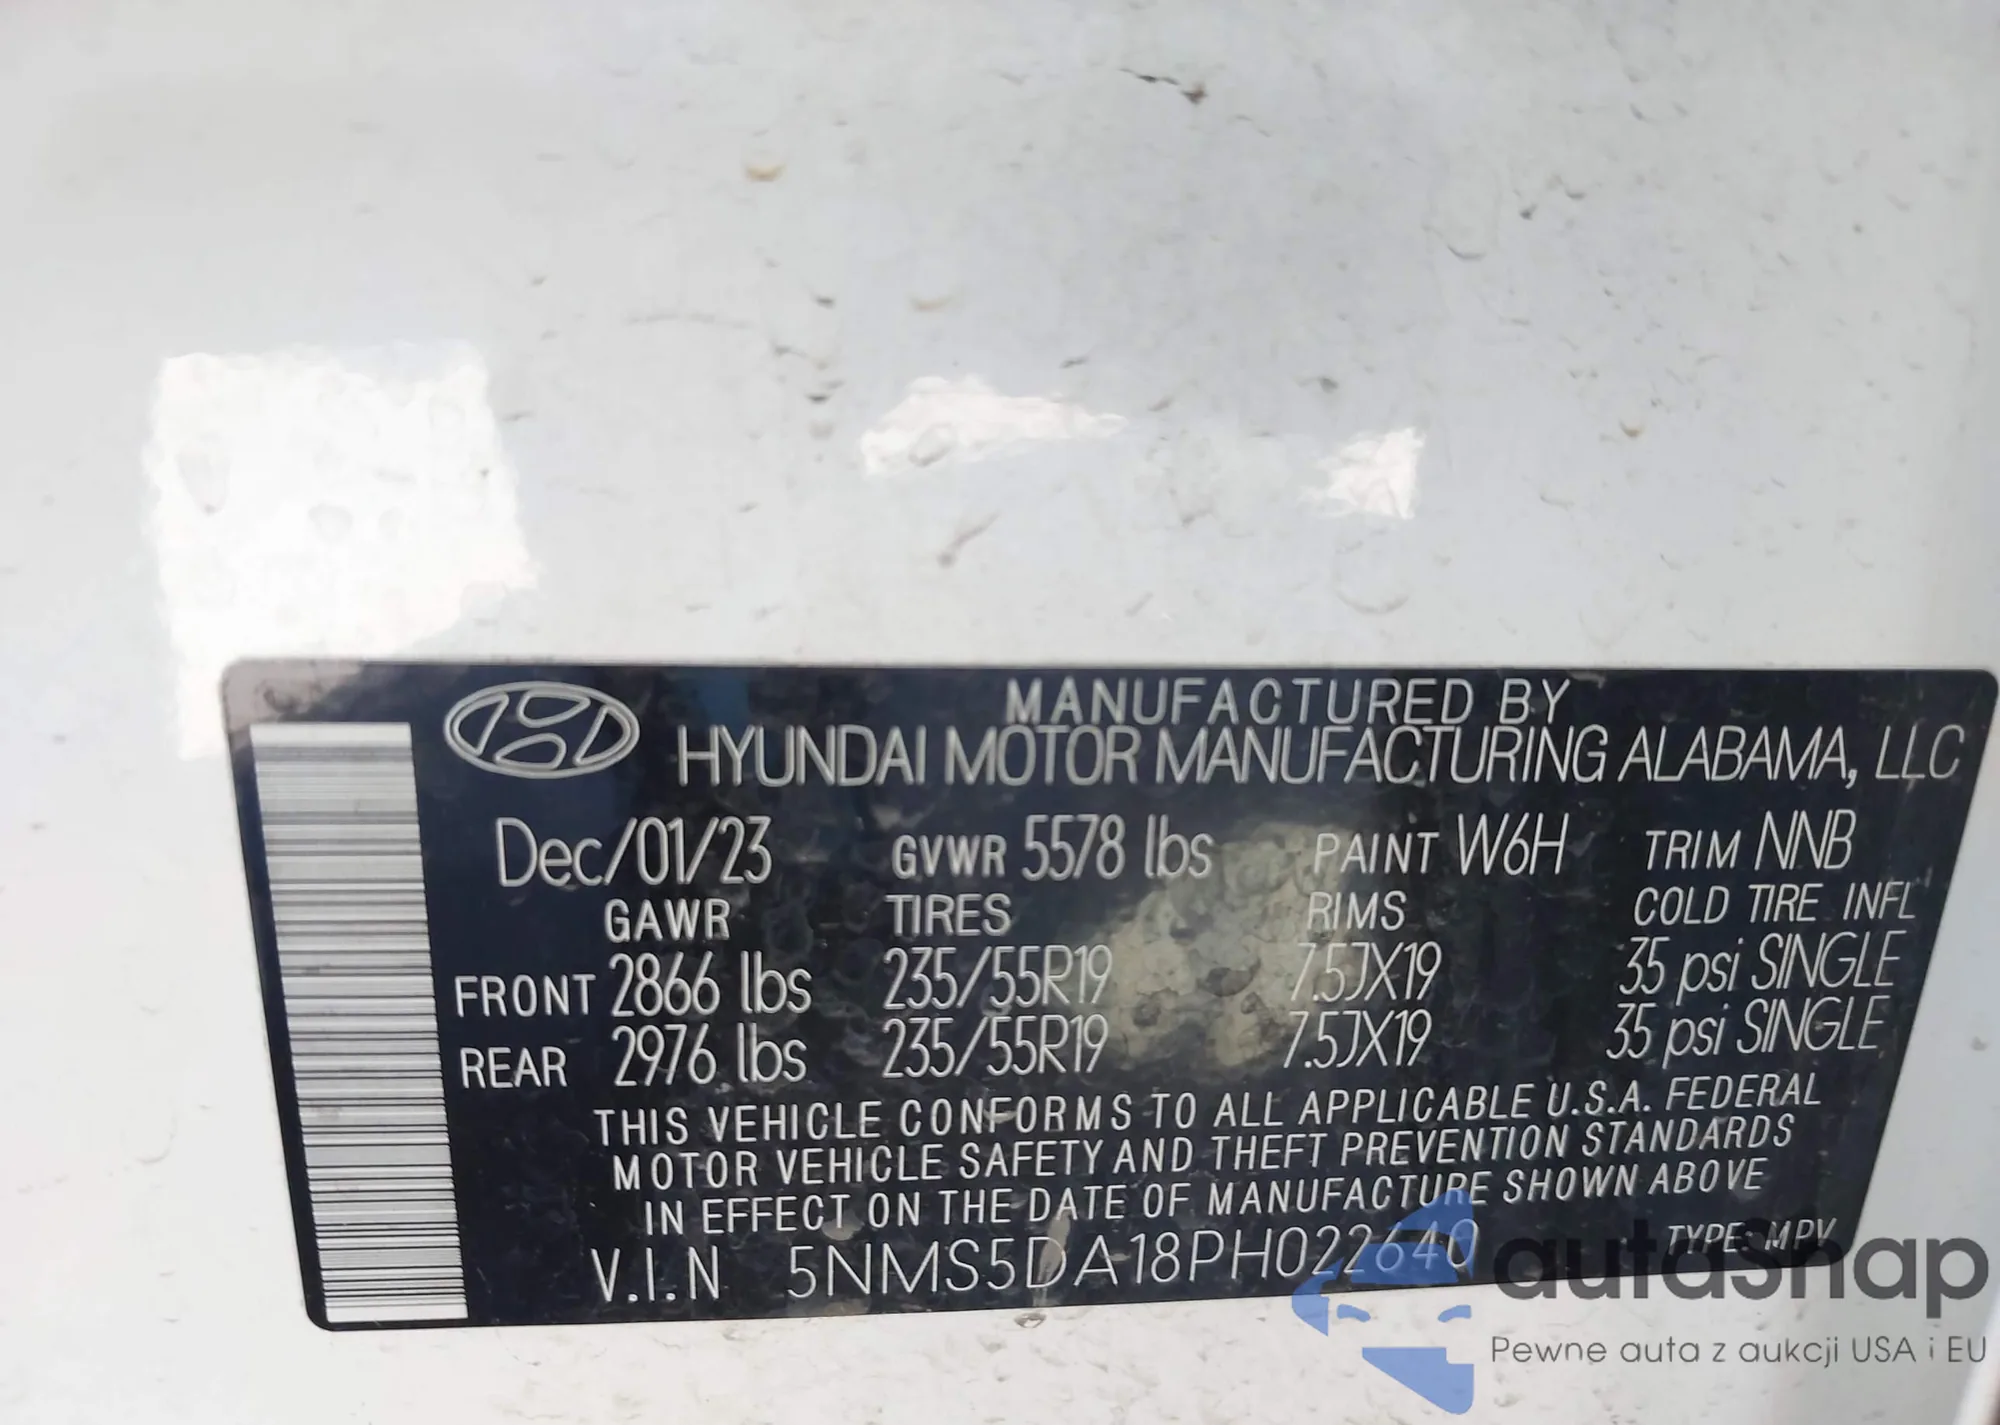 MANUFACTURED BY
HYUNDAI MOTOR MANUFACTURING ALABAMA, LLC
Dec/01/23 GVWR 5578 lbs PAINT W6H TRIM NNB
GAWR TIRES RIMS COLD TIRE INFL
FRONT 2866 lbs 235/55R19 7.5JX19 35 psi SINGLE
REAR 2976 lbs 235/55R19 7.5JX19 35 psi SINGLE
THIS VEHICLE CONFORMS TO ALL APPLICABLE U.S.A. FEDERAL
MOTOR VEHICLE SAFETY AND THEFT PREVENTION STANDARDS
IN EFFECT ON THE DATE OF MANUFACTURE SHOWN ABOVE
V.I.N 5NMS5DA18PH022640 TYPE: MPV
autaSnap
Pewne auta z aukcji USA i EU